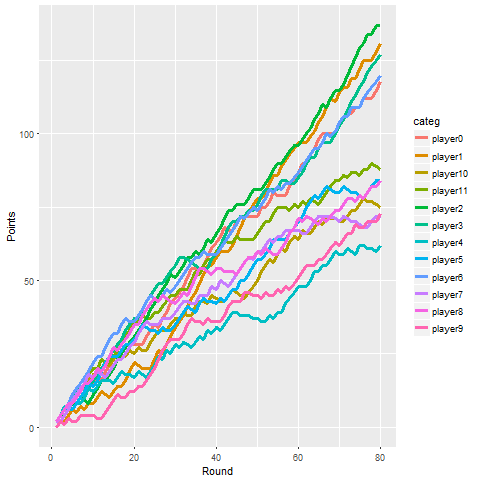 100
50
0
Points
0
20
40
60
80
Round
categ
player0
player1
player10
player11
player2
player3
player4
player5
player6
player7
player8
player9